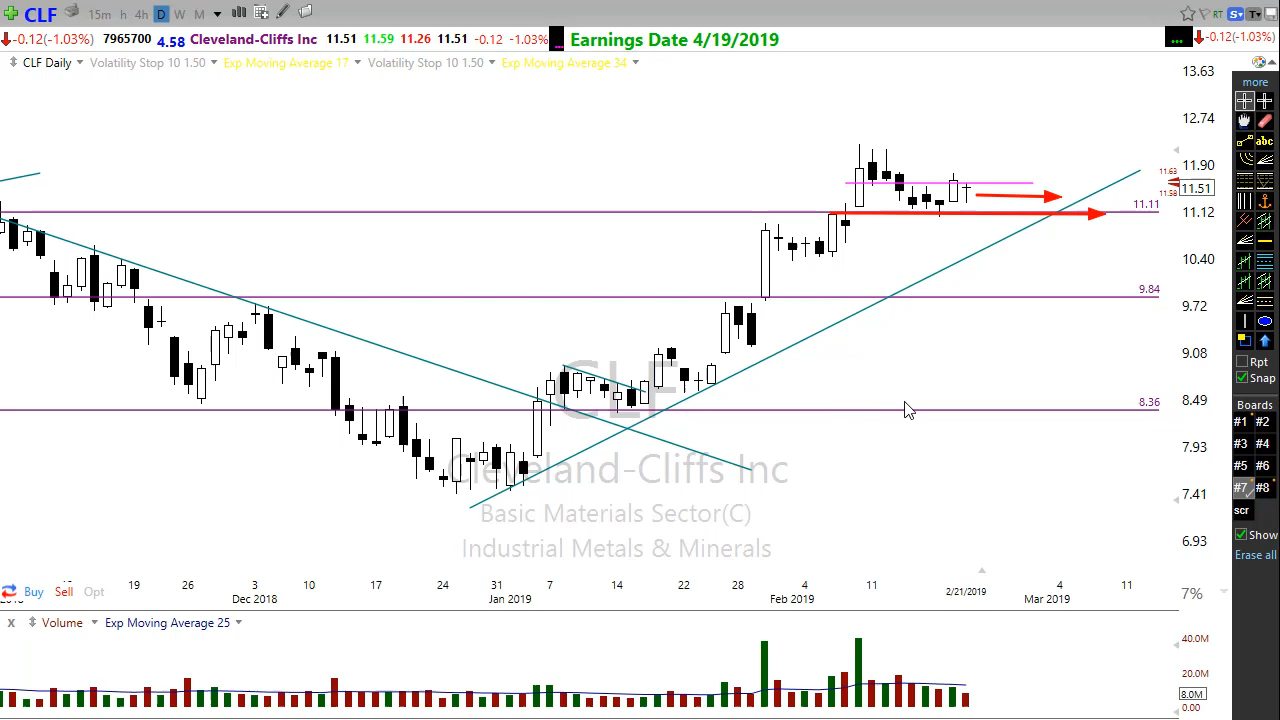 CLF 15m h 4h D W M RT S T
-0.12(-1.03%) 7965700 4.58 Cleveland-Cliffs Inc 11.51 11.59 11.26 11.51 -0.12 -1.03% ... Earnings Date 4/19/2019 ... -0.12(-1.03%)
CLF Daily Volatility Stop 10 1.50 Exp Moving Average 17 Volatility Stop 10 1.50 Exp Moving Average 34
13.63
12.74
11.90
11.63
11.51
11.58
11.11
11.12
10.40
9.84
9.72
9.08
8.36
8.49
7.93
7.41
6.93
CLF
Cleveland-Cliffs Inc
Basic Materials Sector(C)
Industrial Metals & Minerals
more
abc
Rpt
Snap
Boards
#1 #2
#3 #4
#5 #6
#7 #8
scr
Show
Erase all
19 26 3 10 17 24 31 7 14 22 28 4 11 4 11
Dec 2018 Jan 2019 Feb 2019 2/21/2019 Mar 2019
Buy Sell Opt
7%
x Volume Exp Moving Average 25
40.0M
20.0M
8.0M
0.00